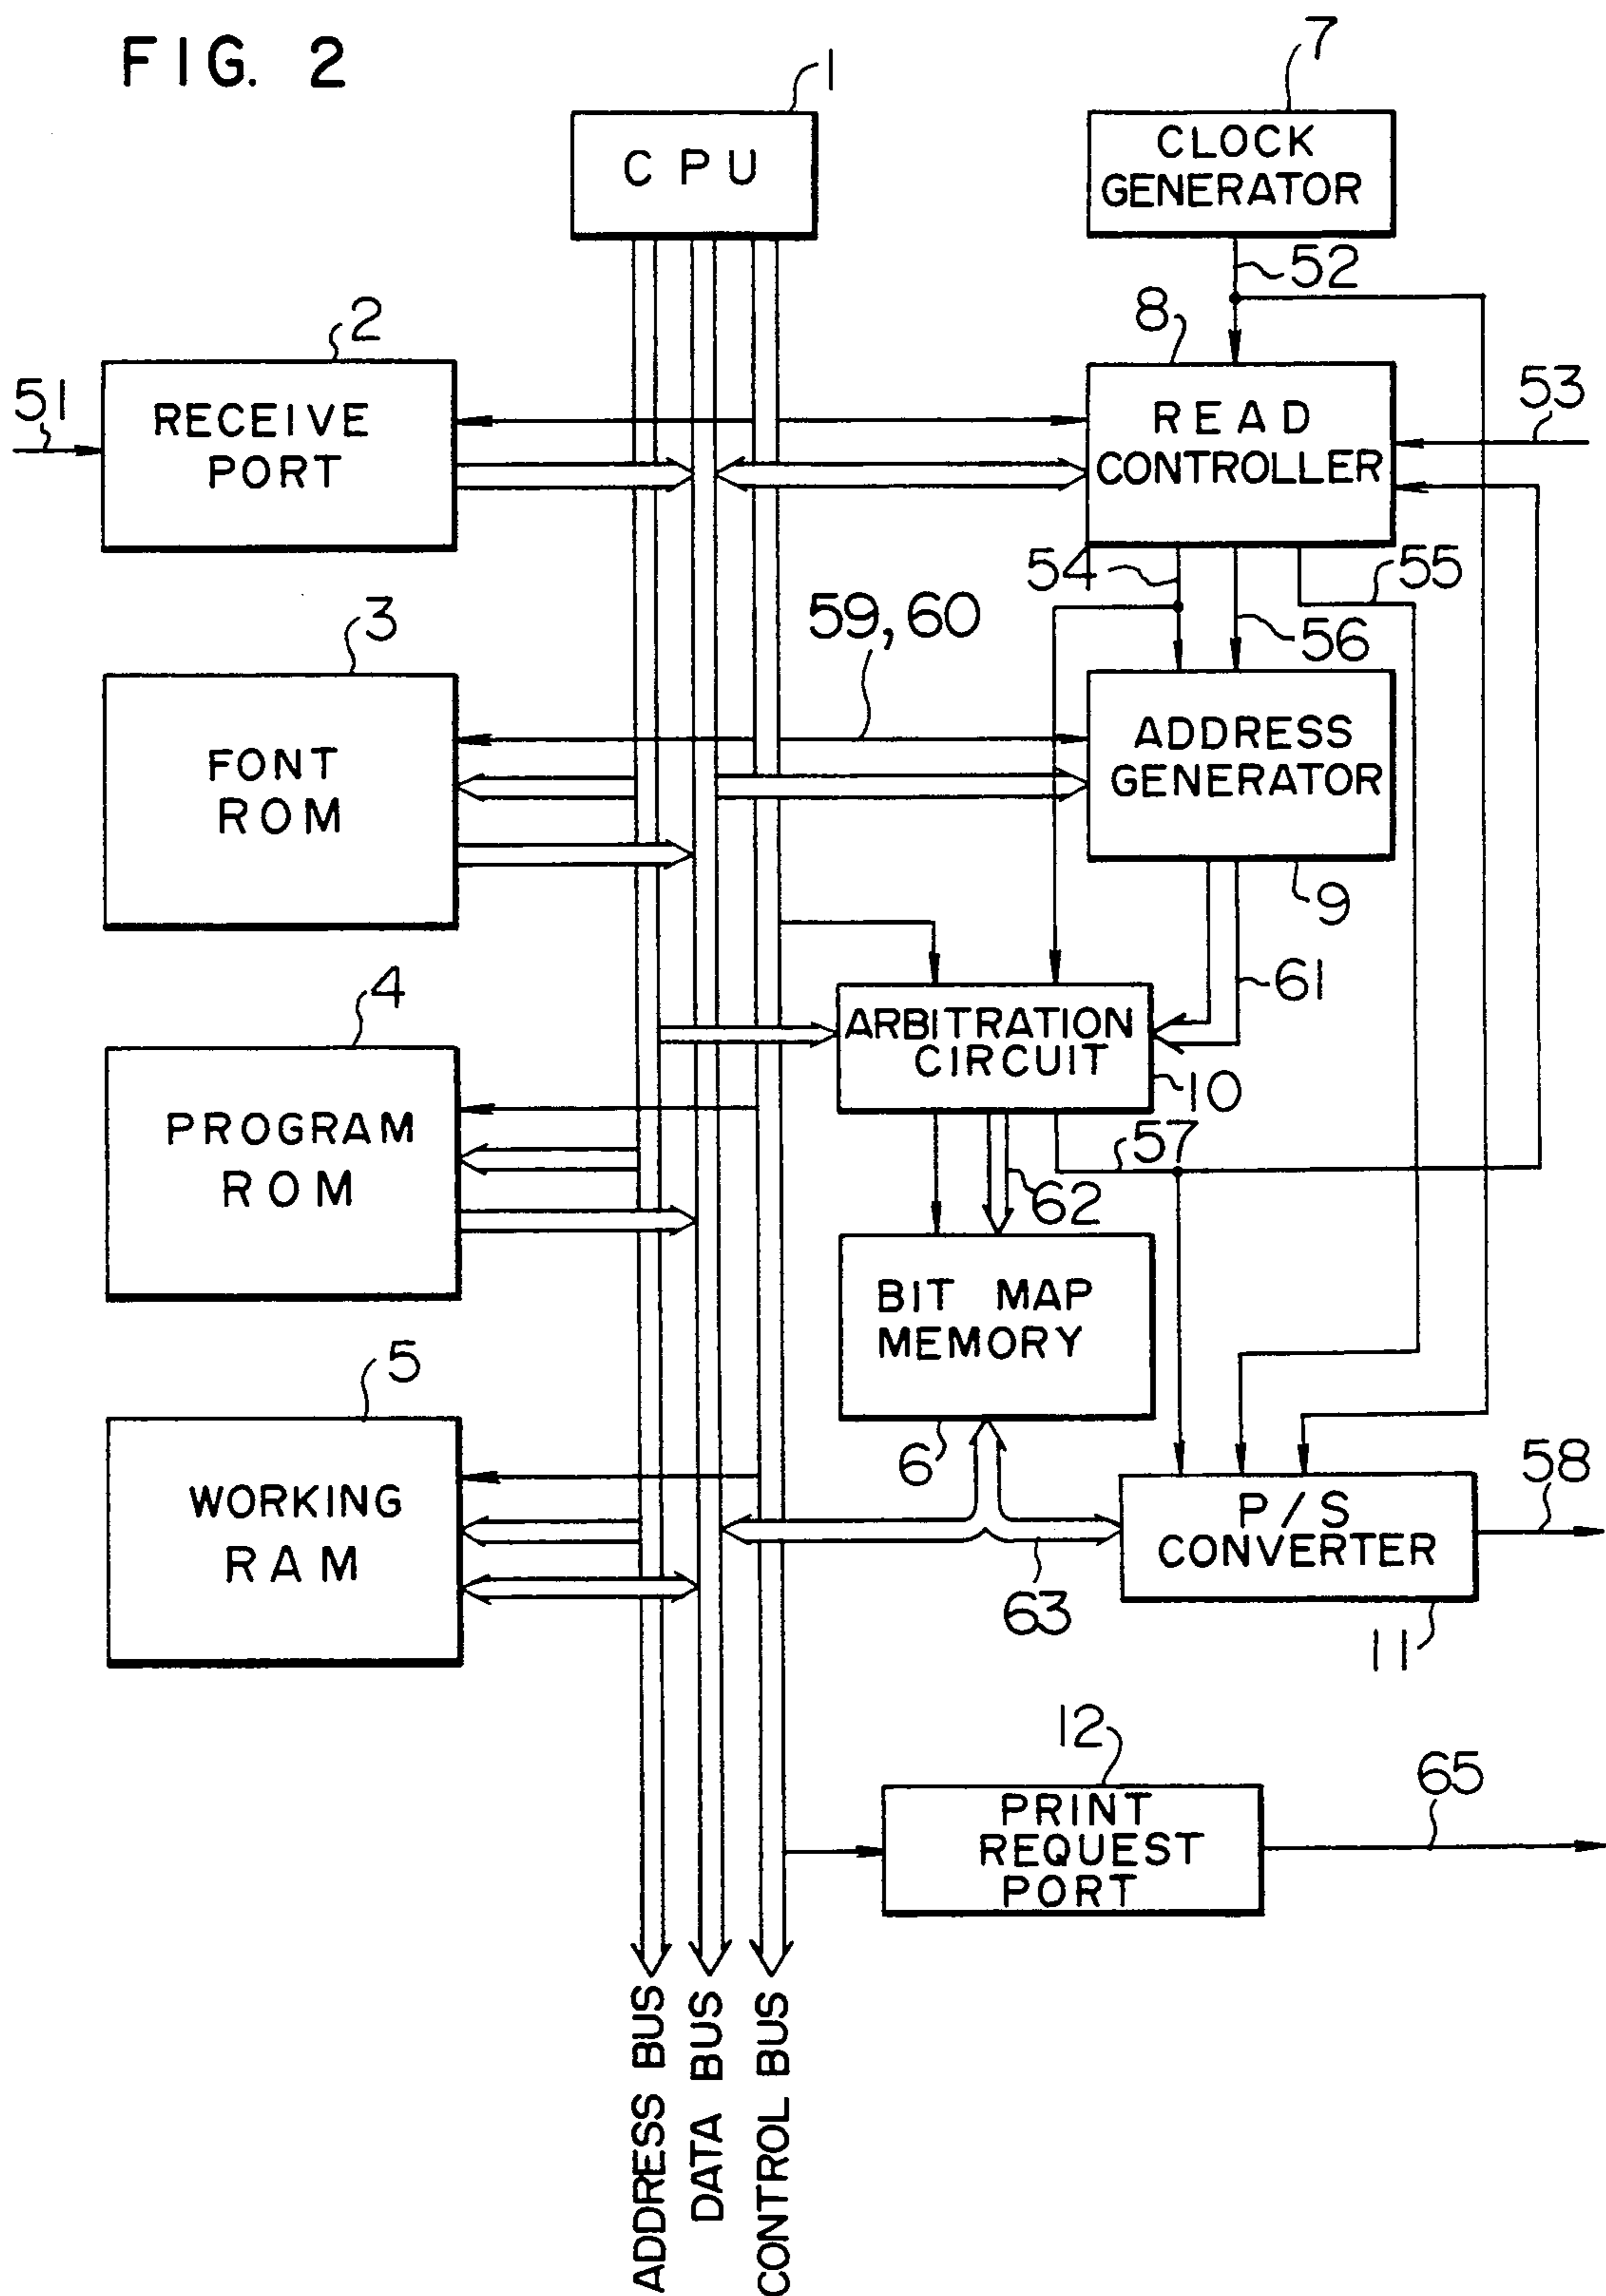 FIG. 2
1
CPU
7
CLOCK
GENERATOR
52
2
51
RECEIVE
PORT
8
READ
CONTROLLER
53
54
55
56
59, 60
3
FONT
ROM
ADDRESS
GENERATOR
9
61
4
PROGRAM
ROM
ARBITRATION
CIRCUIT
10
57
62
BIT MAP
MEMORY
6
5
WORKING
RAM
P/S
CONVERTER
58
63
11
12
PRINT
REQUEST
PORT
65
ADDRESS BUS
DATA BUS
CONTROL BUS